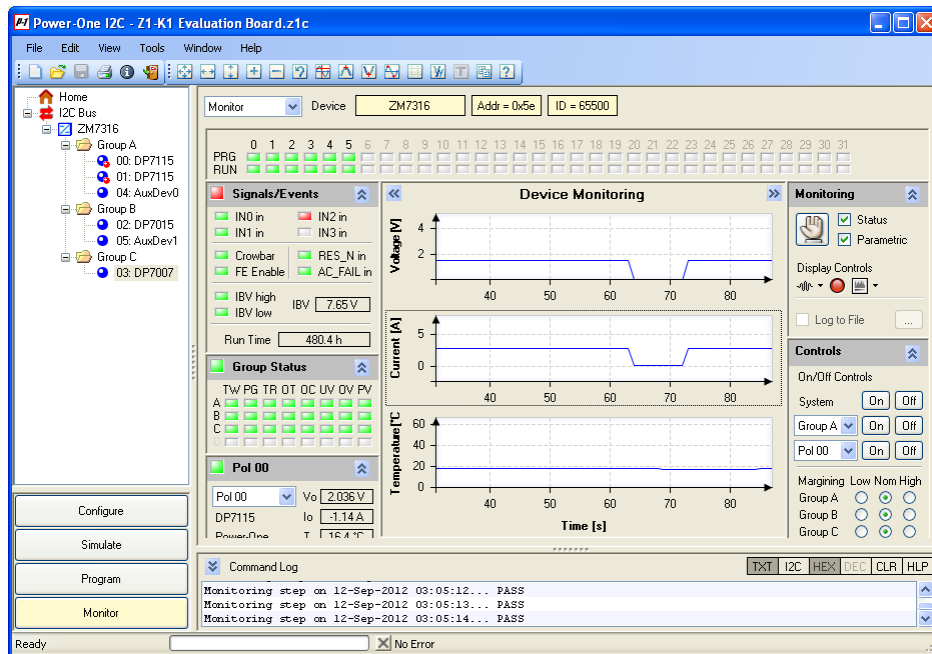 Power-One I2C - Z1-K1 Evaluation Board.z1c
File Edit View Tools Window Help
Home
I2C Bus
ZM7316
Group A
00: DP7115
01: DP7115
04: AuxDev0
Group B
02: DP7015
05: AuxDev1
Group C
03: DP7007
Configure
Simulate
Program
Monitor
Monitor Device ZM7316 Addr = 0x5e ID = 65500
0 1 2 3 4 5 6 7 8 9 10 11 12 13 14 15 16 17 18 19 20 21 22 23 24 25 26 27 28 29 30 31
PRG
RUN
Signals/Events
IN0 in IN2 in
IN1 in IN3 in
Crowbar RES_N in
FE Enable AC_FAIL in
IBV high
IBV low
IBV 7.65 V
Run Time 480.4 h
Group Status
TW PG TR OT OC UV OV PV
A
B
C
D
Pol 00
Pol 00 Vo 2.036 V
DP7115 Io -1.14 A
Power-One T 16.4 °C
Device Monitoring
Voltage [V]
4
2
40 50 60 70 80
Current [A]
5
0
40 50 60 70 80
Temperature[°C
60
40
20
0
40 50 60 70 80
Time [s]
Monitoring
Status
Parametric
Display Controls
Log to File ...
Controls
On/Off Controls
System On Off
Group A On Off
Pol 00 On Off
Margining Low Nom High
Group A
Group B
Group C
Command Log TXT I2C HEX DEC CLR HLP
Monitoring step on 12-Sep-2012 03:05:12... PASS
Monitoring step on 12-Sep-2012 03:05:13... PASS
Monitoring step on 12-Sep-2012 03:05:14... PASS
Ready No Error